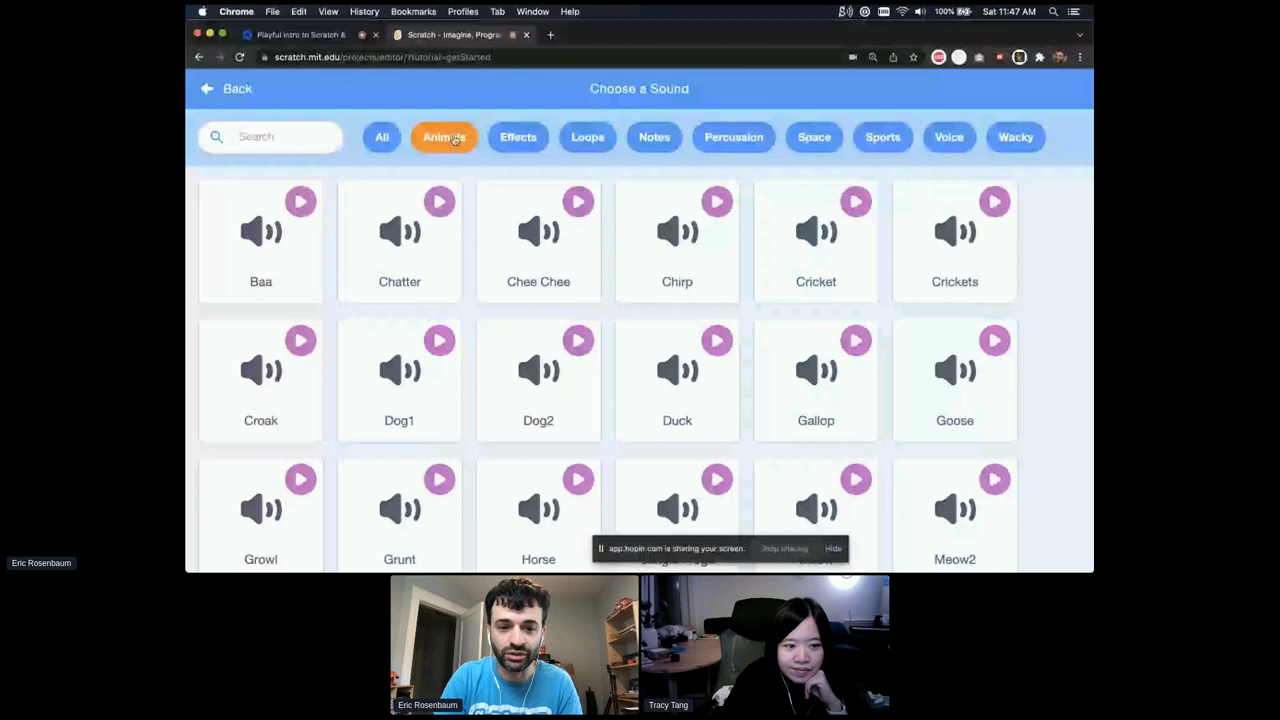 Chrome File Edit View History Bookmarks Profiles Tab Window Help 100% Sat 11:47 AM
Playful intro to Scratch & Scratch - Imagine, Progra
scratch.mit.edu/projects/editor/?tutorial=getStarted
Back Choose a Sound
Search All Animals Effects Loops Notes Percussion Space Sports Voice Wacky
Baa Chatter Chee Chee Chirp Cricket Crickets
Croak Dog1 Dog2 Duck Gallop Goose
app.hopin.com is sharing your screen. Stop sharing Hide
Growl Grunt Horse Meow2
Eric Rosenbaum
Eric Rosenbaum Tracy Tang